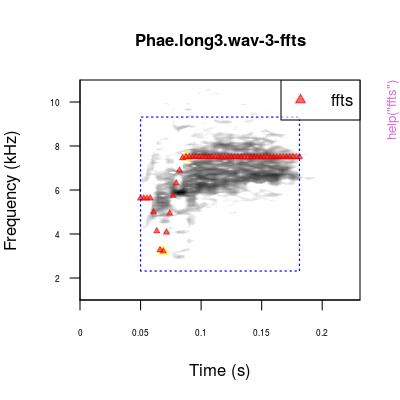 Phae.long3.wav-3-ffts
ffts
help("ffts")
Frequency (kHz)
10
8
6
4
2
0
0.05
0.1
0.15
0.2
Time (s)